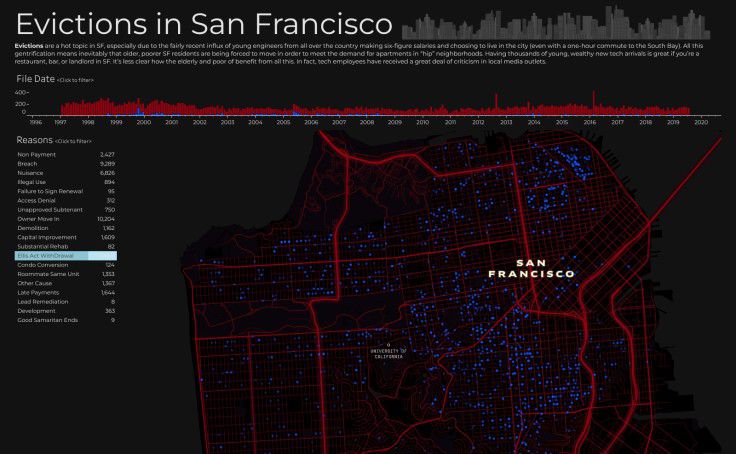 Evictions in San Francisco
Evictions are a hot topic in SF, especially due to the fairly recent influx of young engineers from all over the country making six-figure salaries and choosing to live in the city (even with a one-hour commute to the South Bay). All this
gentrification means inevitably that older, poorer SF residents are being forced to move in order to meet the demand for apartments in "hip" neighborhoods. Having thousands of young, wealthy new tech arrivals is great if you're a
restaurant, bar, or landlord in SF. It's less clear how the elderly and poor of benefit from all this. In fact, tech employees have received a great deal of criticism in local media outlets.
File Date <Click to filter>
400
200
0
1996 1997 1998 1999 2000 2001 2002 2003 2004 2005 2006 2007 2008 2009 2010 2011 2012 2013 2014 2015 2016 2017 2018 2019 2020
Reasons <Click to filter>
Non Payment 2,427
Breach 9,289
Nuisance 6,826
Illegal Use 894
Failure to Sign Renewal 95
Access Denial 312
Unapproved Subtenant 750
Owner Move In 10,204
Demolition 1,162
Capital Improvement 1,609
Substantial Rehab 82
Ellis Act WithDrawal
Condo Conversion 124
Roommate Same Unit 1,353
Other Cause 1,367
Late Payments 1,644
Lead Remediation 8
Development 363
Good Samaritan Ends 9
SAN
FRANCISCO
UNIVERSITY OF
CALIFORNIA